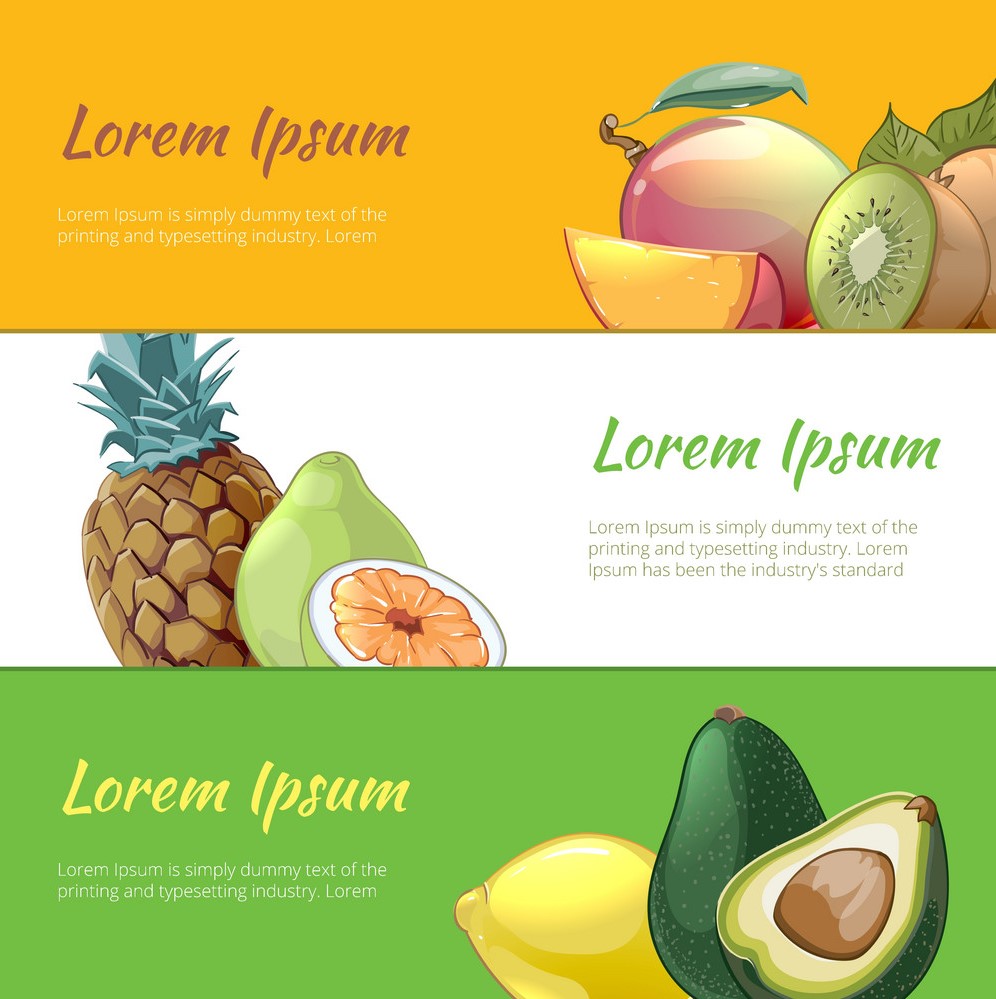 Lorem Ipsum
Lorem Ipsum is simply dummy text of the
printing and typesetting industry. Lorem
Lorem Ipsum
Lorem Ipsum is simply dummy text of the
printing and typesetting industry. Lorem
Ipsum has been the industry's standard
Lorem Ipsum
Lorem Ipsum is simply dummy text of the
printing and typesetting industry. Lorem